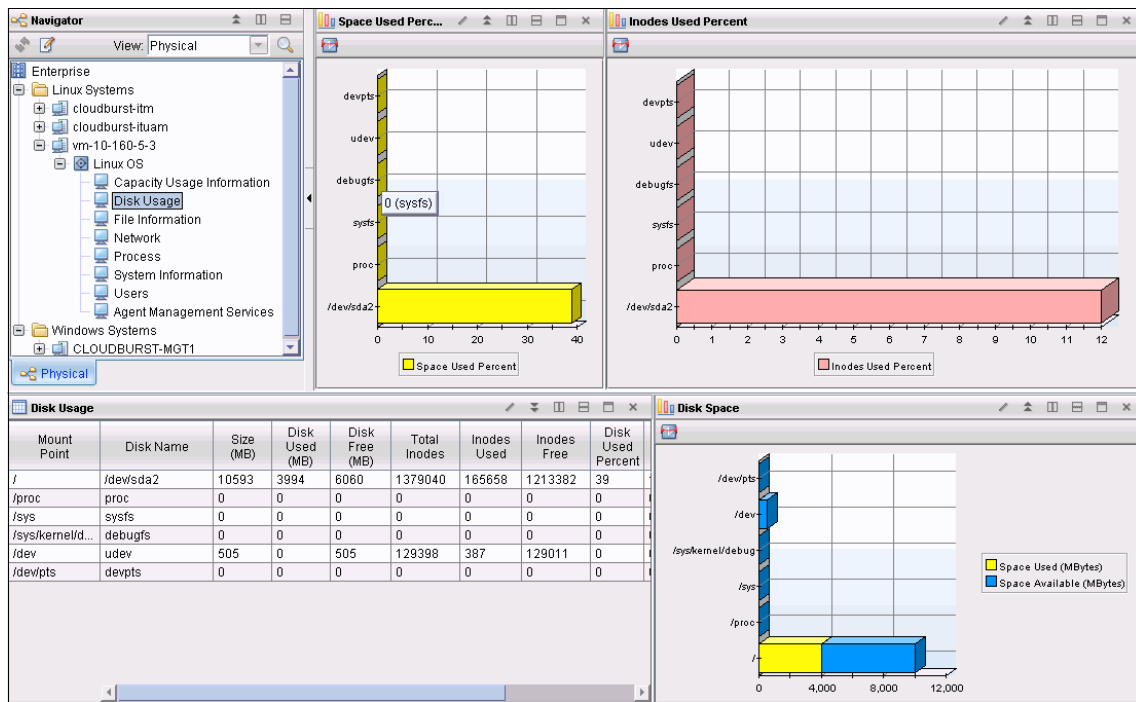 Navigator
View: Physical
Enterprise
Linux Systems
cloudburst-itm
cloudburst-ituam
vm-10-160-5-3
Linux OS
Capacity Usage Information
Disk Usage
File Information
Network
Process
System Information
Users
Agent Management Services
Windows Systems
CLOUDBURST-MGT1
Physical
Space Used Perc...
devpts
udev
debugfs
0 (sysfs)
sysfs
proc
/dev/sda2
0 10 20 30 40
Space Used Percent
Inodes Used Percent
devpts
udev
debugfs
sysfs
proc
/dev/sda2
0 1 2 3 4 5 6 7 8 9 10 11 12
Inodes Used Percent
Disk Usage
Mount Point Disk Name Size (MB) Disk Used (MB) Disk Free (MB) Total Inodes Inodes Used Inodes Free Disk Used Percent
/ /dev/sda2 10593 3994 6060 1379040 165658 1213382 39
/proc proc 0 0 0 0 0 0 0
/sys sysfs 0 0 0 0 0 0 0
/sys/kernel/d... debugfs 0 0 0 0 0 0 0
/dev udev 505 0 505 129398 387 129011 0
/dev/pts devpts 0 0 0 0 0 0 0
Disk Space
/dev/pts
/dev
/sys/kernel/debug
/sys
/proc
/
0 4,000 8,000 12,000
Space Used (MBytes)
Space Available (MBytes)